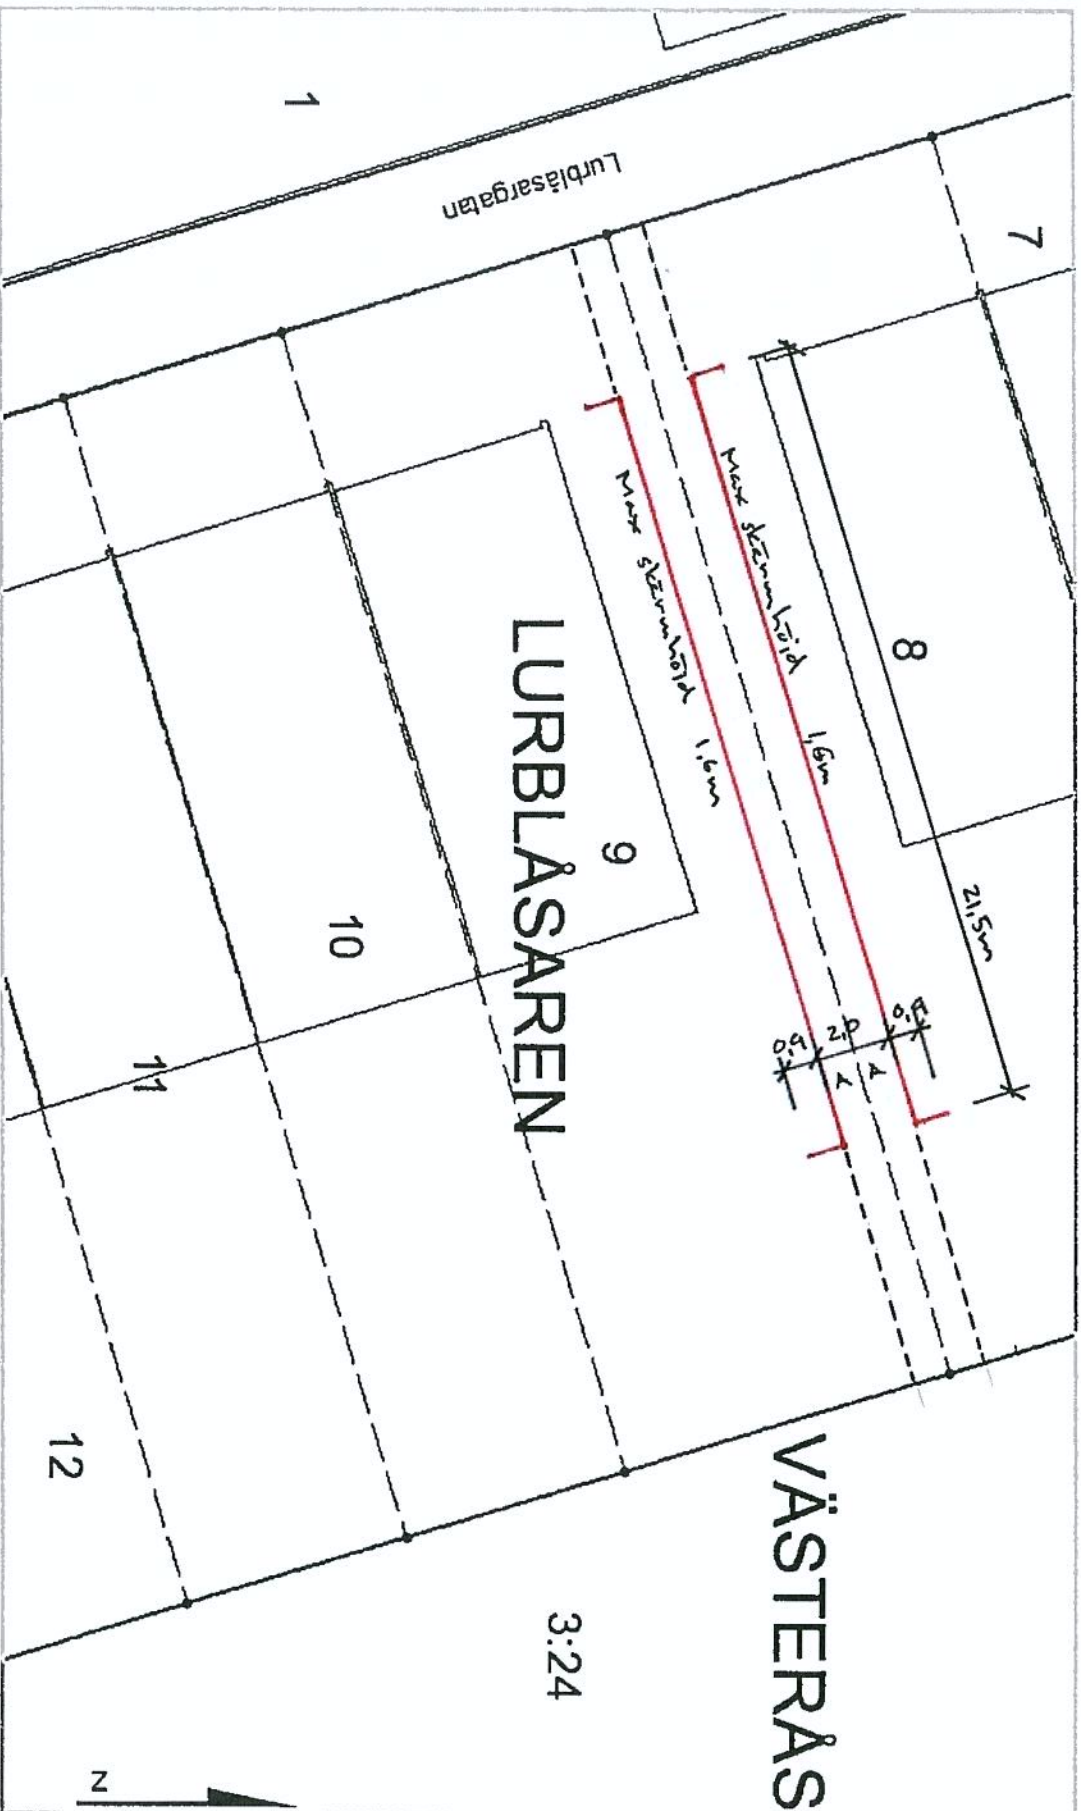 VÄSTERÅS
3:24
7
8
21,5m
0,9
2,0
0,9
Max skärmhöjd 1,6m
Max skärmhöjd 1,6m
9
LURBLÅSAREN
Lurblåsargatan
10
11
12
1
N